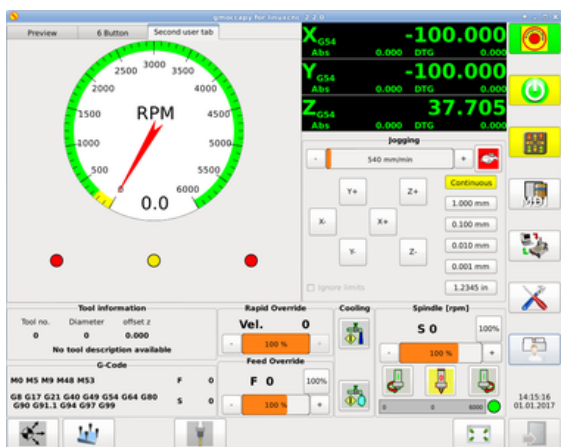 gmoccapy for linuxcnc 2.2.0
Preview 6 Button Second user tab
X G54 -100.000
Abs 0.000 DTG 0.000
Y G54 -100.000
Abs 0.000 DTG 0.000
Z G54 37.705
Abs 0.000 DTG 0.000
3000
2500 3500
2000 4000
1500 4500
RPM
1000 5000
500 5500
0 6000
0.0
Jogging
- 540 mm/min +
Continuous
Y+ Z+
1.000 mm
X- X+
0.100 mm
Y- Z-
0.010 mm
0.001 mm
Ignore limits
1.2345 in
MDI
Tool information
Tool no. Diameter offset z
0 0 0.000
No tool description available
G-Code
M0 M5 M9 M48 M53 F 0
G8 G17 G21 G40 G49 G54 G64 G80
G90 G91.1 G94 G97 G99 S 0
Rapid Override
Vel. 0
- 100 % +
Feed Override
F 0 100%
- 100 % +
Cooling
Spindle [rpm]
S 0 100%
- 100 % +
0 0 6000
14:15:16
01.01.2017